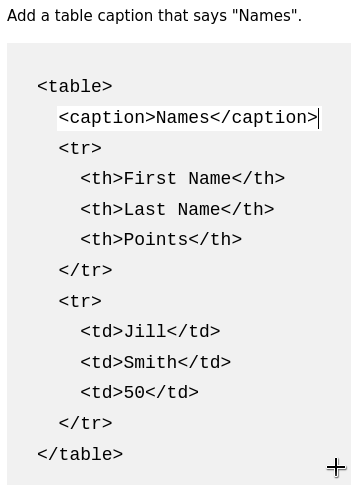 Add a table caption that says "Names".
<table>
<caption>Names</caption>
<tr>
<th>First Name</th>
<th>Last Name</th>
<th>Points</th>
</tr>
<tr>
<td>Jill</td>
<td>Smith</td>
<td>50</td>
</tr>
</table>